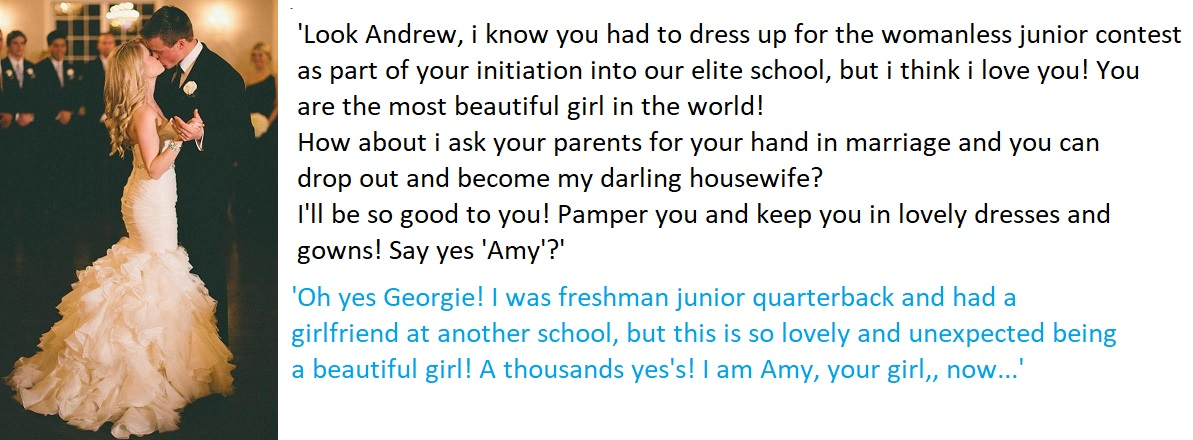 'Look Andrew, i know you had to dress up for the womanless junior contest
as part of your initiation into our elite school, but i think i love you! You
are the most beautiful girl in the world!
How about i ask your parents for your hand in marriage and you can
drop out and become my darling housewife?
I'll be so good to you! Pamper you and keep you in lovely dresses and
gowns! Say yes 'Amy'?'
'Oh yes Georgie! I was freshman junior quarterback and had a
girlfriend at another school, but this is so lovely and unexpected being
a beautiful girl! A thousands yes's! I am Amy, your girl,, now...'